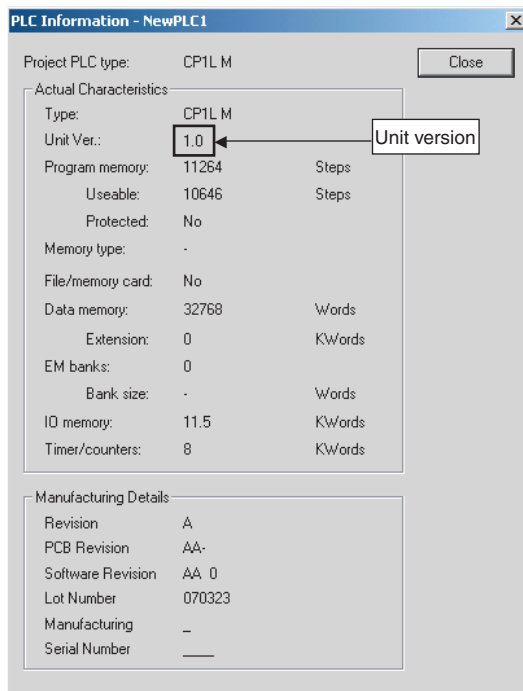 PLC Information - NewPLC1
Project PLC type: CP1L M Close
Actual Characteristics
Type: CP1L M
Unit Ver.: 1.0 Unit version
Program memory: 11264 Steps
Useable: 10646 Steps
Protected: No
Memory type: -
File/memory card: No
Data memory: 32768 Words
Extension: 0 KWords
EM banks: 0
Bank size: - Words
IO memory: 11.5 KWords
Timer/counters: 8 KWords
Manufacturing Details
Revision A
PCB Revision AA-
Software Revision AA 0
Lot Number 070323
Manufacturing _
Serial Number ____